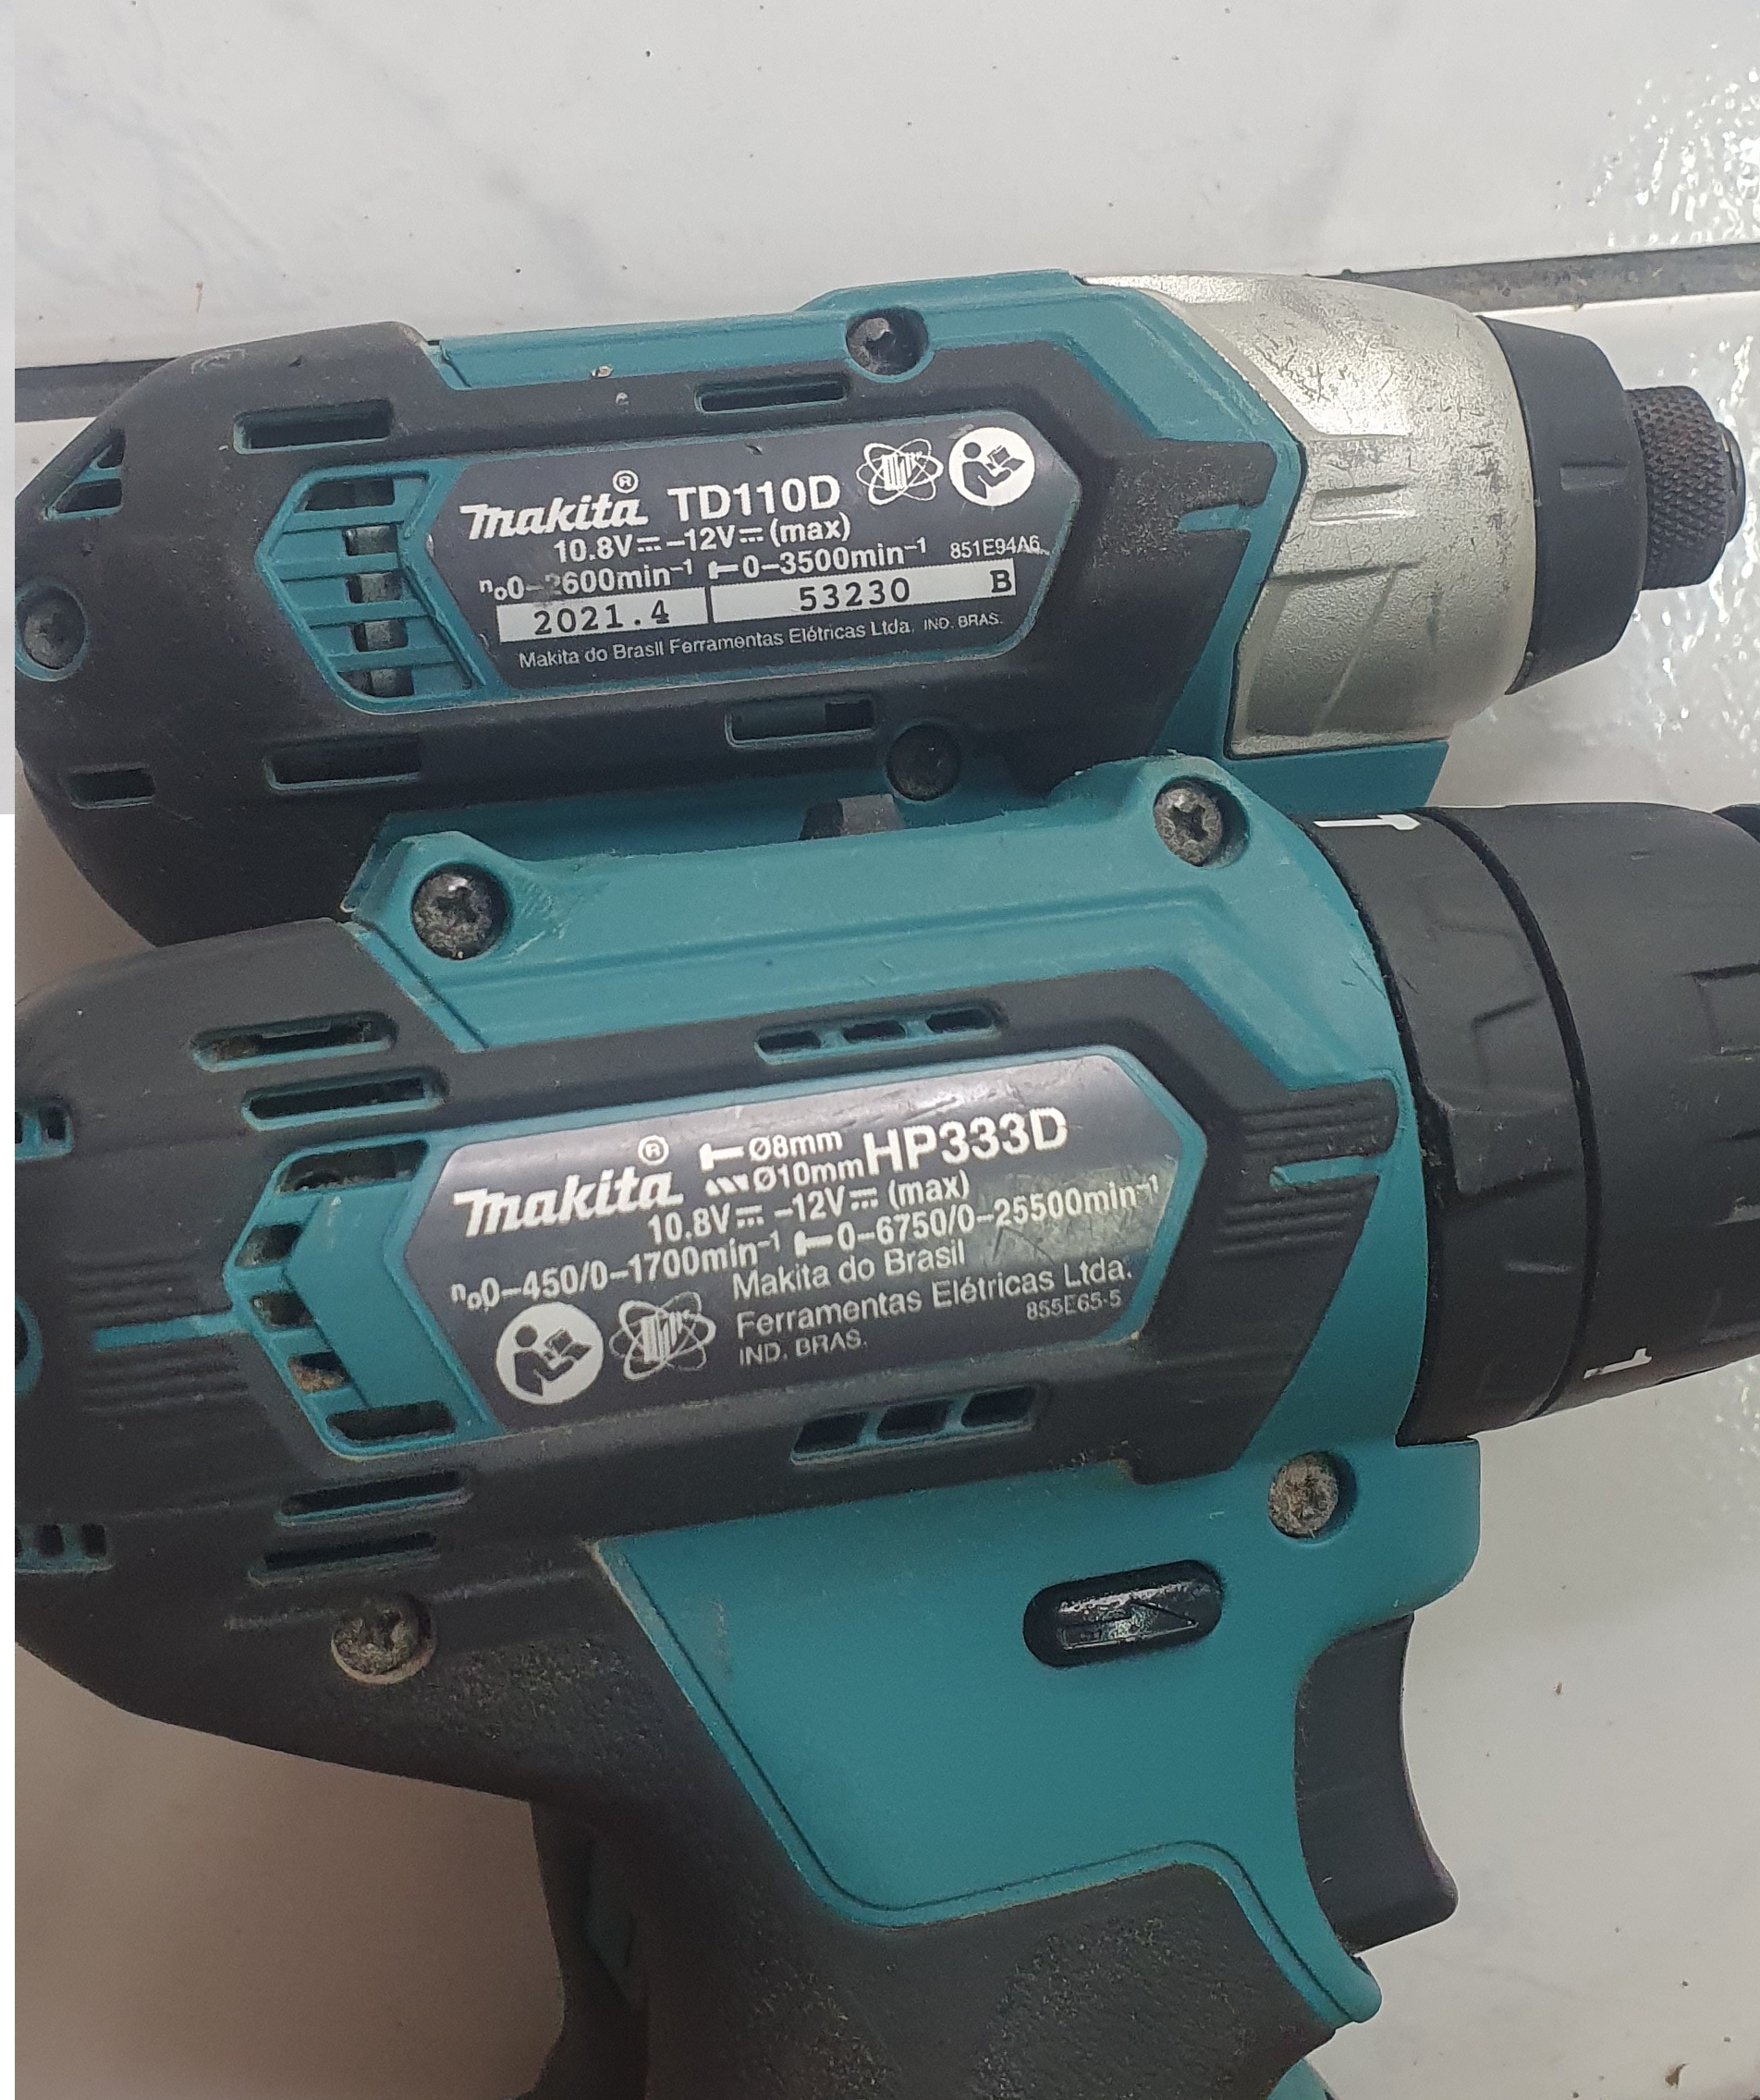 makita® TD110D
10.8V⎓-12V⎓(max)
n₀0-2600min⁻¹ 0-3500min⁻¹ 851E94A6
2021.4 53230 B
Makita do Brasil Ferramentas Elétricas Ltda. IND. BRAS.
makita® Ø8mm HP333D
Ø10mm
10.8V⎓ -12V⎓ (max)
n₀0-450/0-1700min⁻¹ 0-6750/0-25500min⁻¹
Makita do Brasil
Ferramentas Elétricas Ltda.
IND. BRAS. 855E65-5
1
1